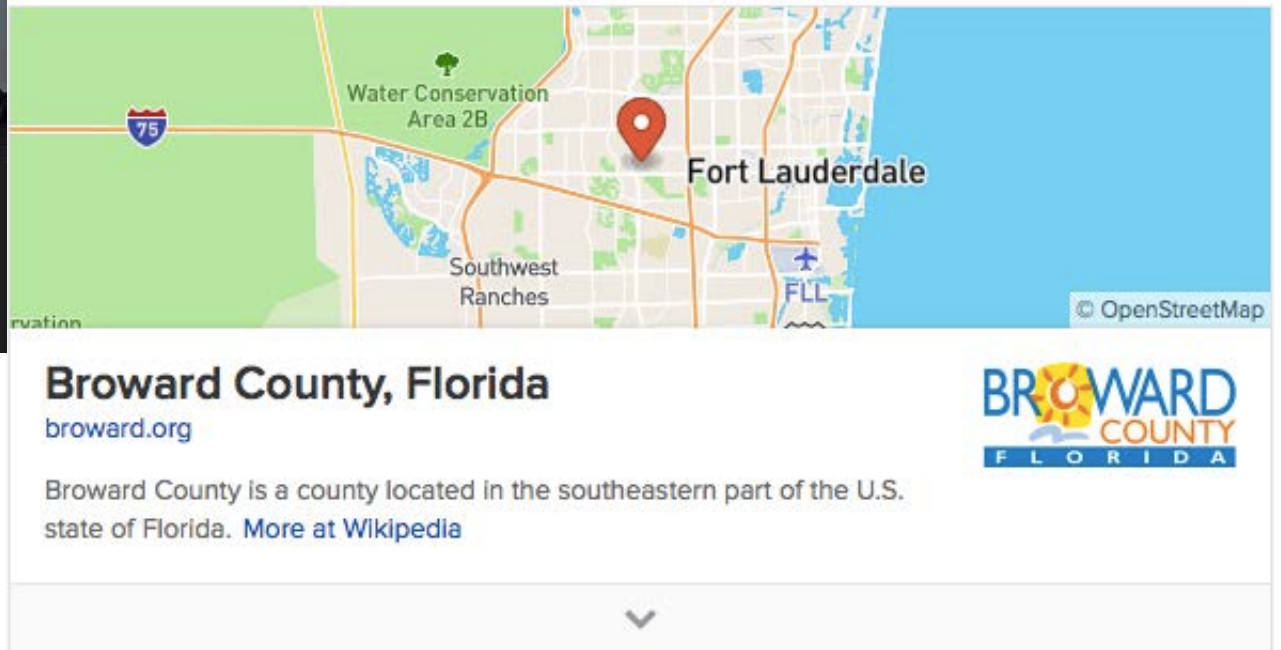 Water Conservation
Area 2B
75
Fort Lauderdale
Southwest
Ranches
FLL
rvation
© OpenStreetMap
Broward County, Florida
broward.org
BROWARD
COUNTY
FLORIDA
Broward County is a county located in the southeastern part of the U.S.
state of Florida. More at Wikipedia